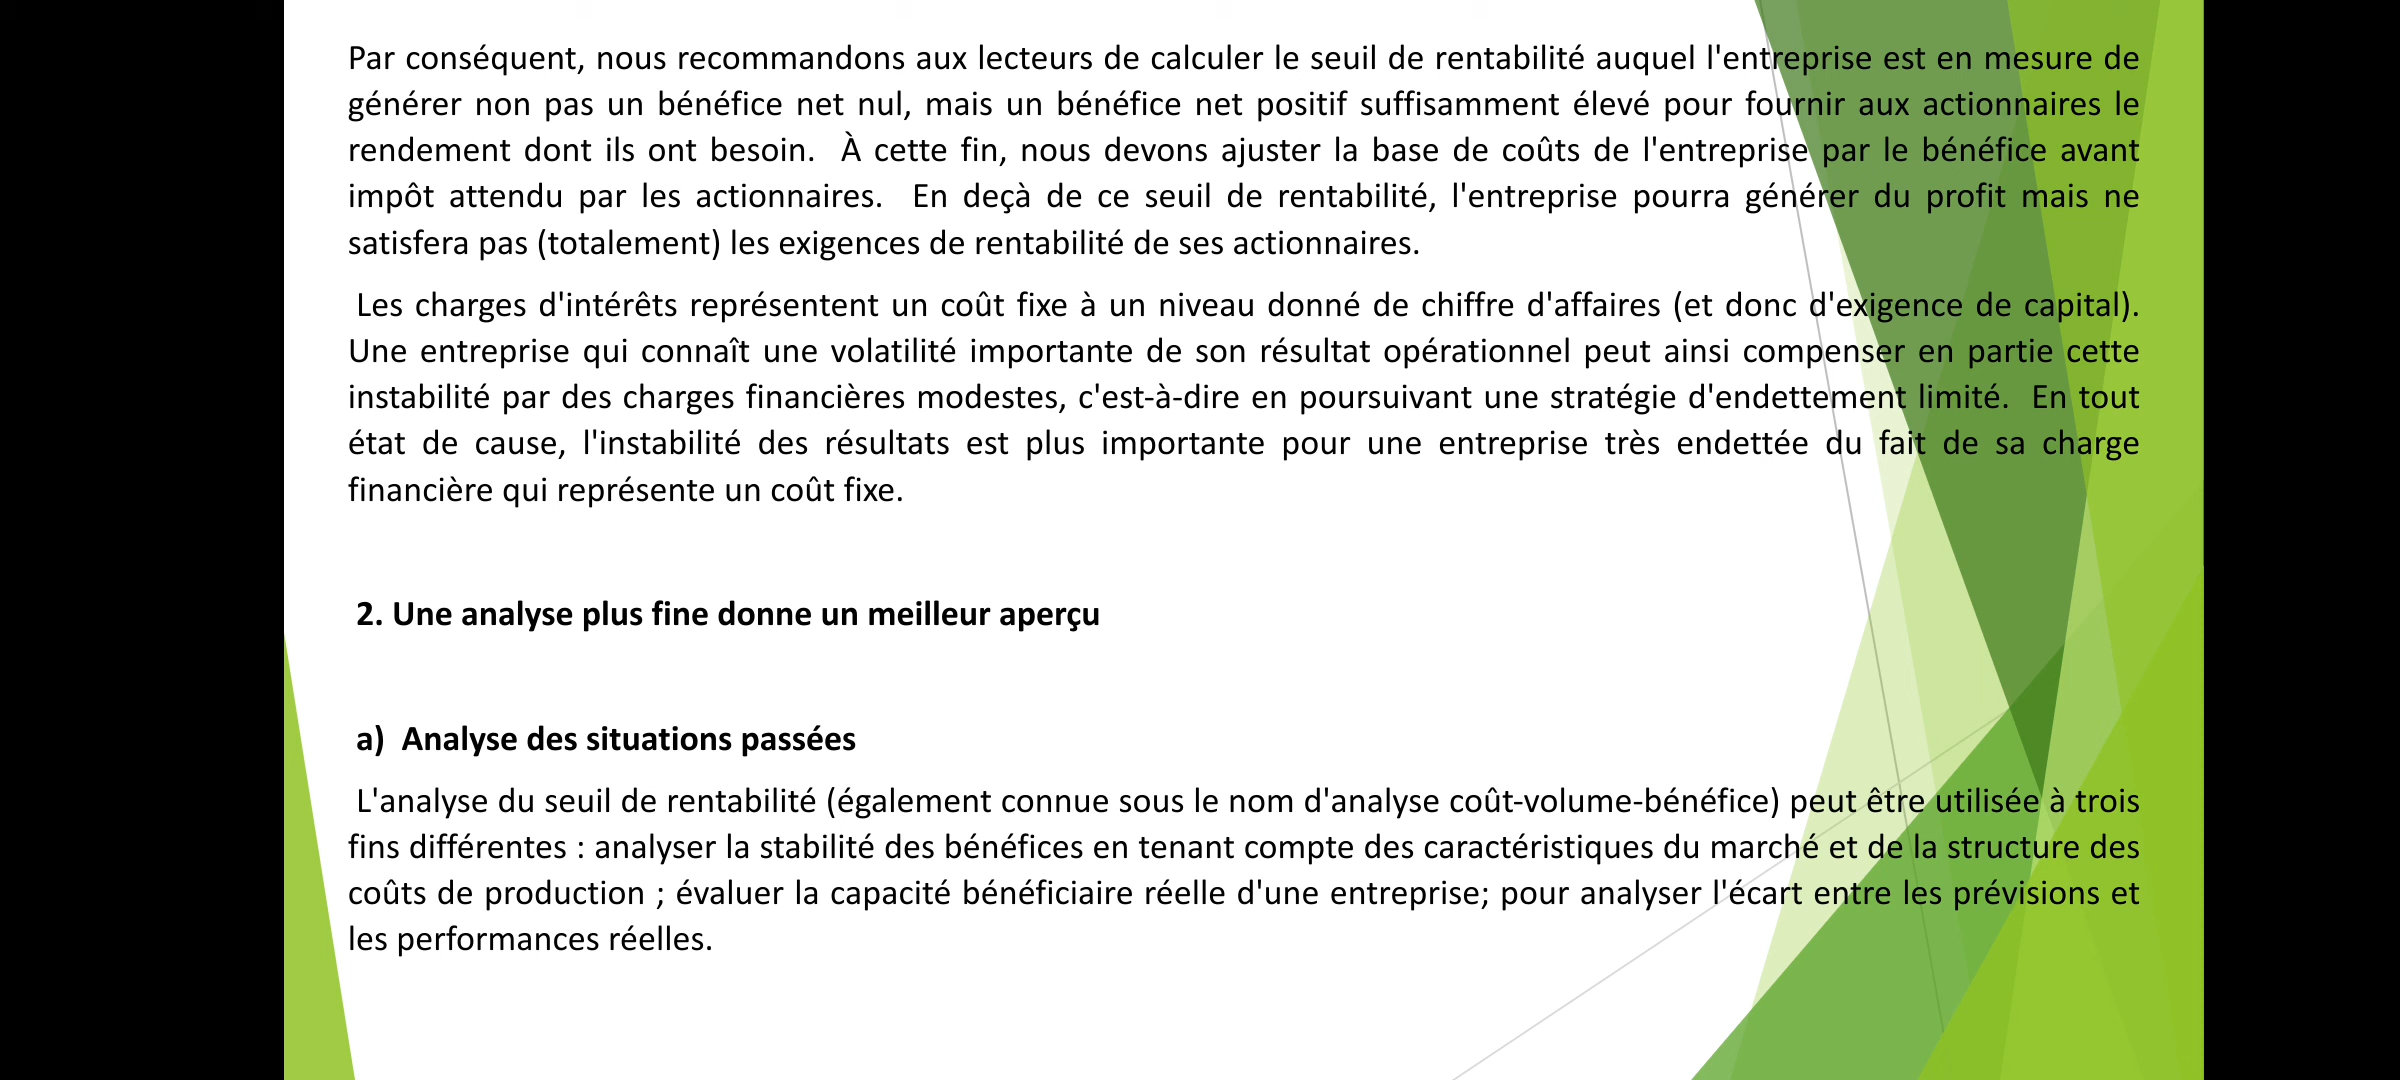 Par conséquent, nous recommandons aux lecteurs de calculer le seuil de rentabilité auquel l'entreprise est en mesure de
générer non pas un bénéfice net nul, mais un bénéfice net positif suffisamment élevé pour fournir aux actionnaires le
rendement dont ils ont besoin.  À cette fin, nous devons ajuster la base de coûts de l'entreprise par le bénéfice avant
impôt attendu par les actionnaires.  En deçà de ce seuil de rentabilité, l'entreprise pourra générer du profit mais ne
satisfera pas (totalement) les exigences de rentabilité de ses actionnaires.
Les charges d'intérêts représentent un coût fixe à un niveau donné de chiffre d'affaires (et donc d'exigence de capital).
Une entreprise qui connaît une volatilité importante de son résultat opérationnel peut ainsi compenser en partie cette
instabilité par des charges financières modestes, c'est-à-dire en poursuivant une stratégie d'endettement limité.  En tout
état de cause, l'instabilité des résultats est plus importante pour une entreprise très endettée du fait de sa charge
financière qui représente un coût fixe.
2. Une analyse plus fine donne un meilleur aperçu
a)  Analyse des situations passées
L'analyse du seuil de rentabilité (également connue sous le nom d'analyse coût-volume-bénéfice) peut être utilisée à trois
fins différentes : analyser la stabilité des bénéfices en tenant compte des caractéristiques du marché et de la structure des
coûts de production ; évaluer la capacité bénéficiaire réelle d'une entreprise; pour analyser l'écart entre les prévisions et
les performances réelles.